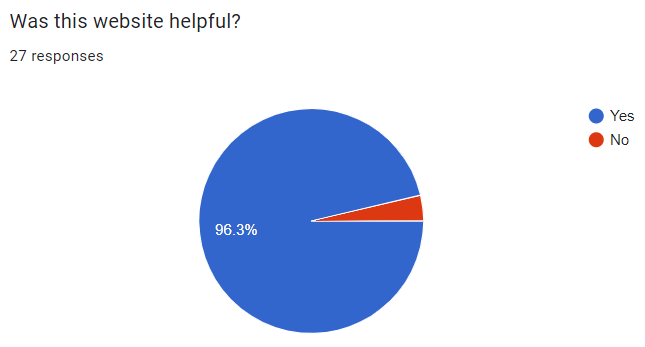 Was this website helpful?
27 responses
Yes
No
96.3%